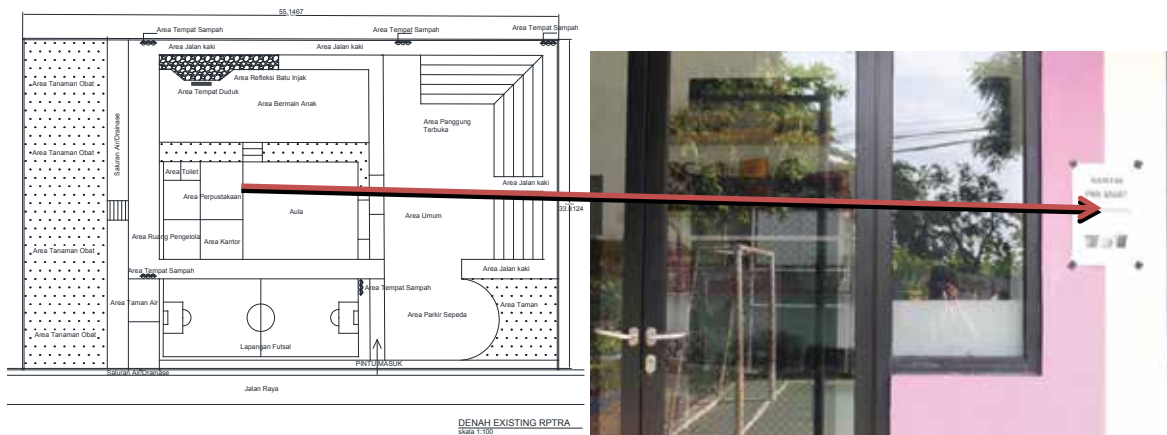 55.1467
Area Tempat Sampah
Area Tempat Sampah
Area Tempat Sampah
Area Jalan kaki
Area Jalan kaki
Area Refleksi Batu Injak
Area Tanaman Obat
Area Tempat Duduk
Area Bermain Anak
Area Panggung
Terbuka
Saluran Air/Drainase
Area Tanaman Obat
Area Toilet
Area Jalan kaki
Area Perpustakaan
33.8124
Aula
Area Umum
Area Ruang Pengelola
Area Kantor
Area Tanaman Obat
Area Tempat Sampah
Area Jalan kaki
Area Tempat Sampah
Area Taman Air
Area Taman
Area Parkir Sepeda
Area Tanaman Obat
Lapangan Futsal
PINTU MASUK
Saluran Air/Drainase
Jalan Raya
DENAH EXISTING RPTRA
skala 1:100